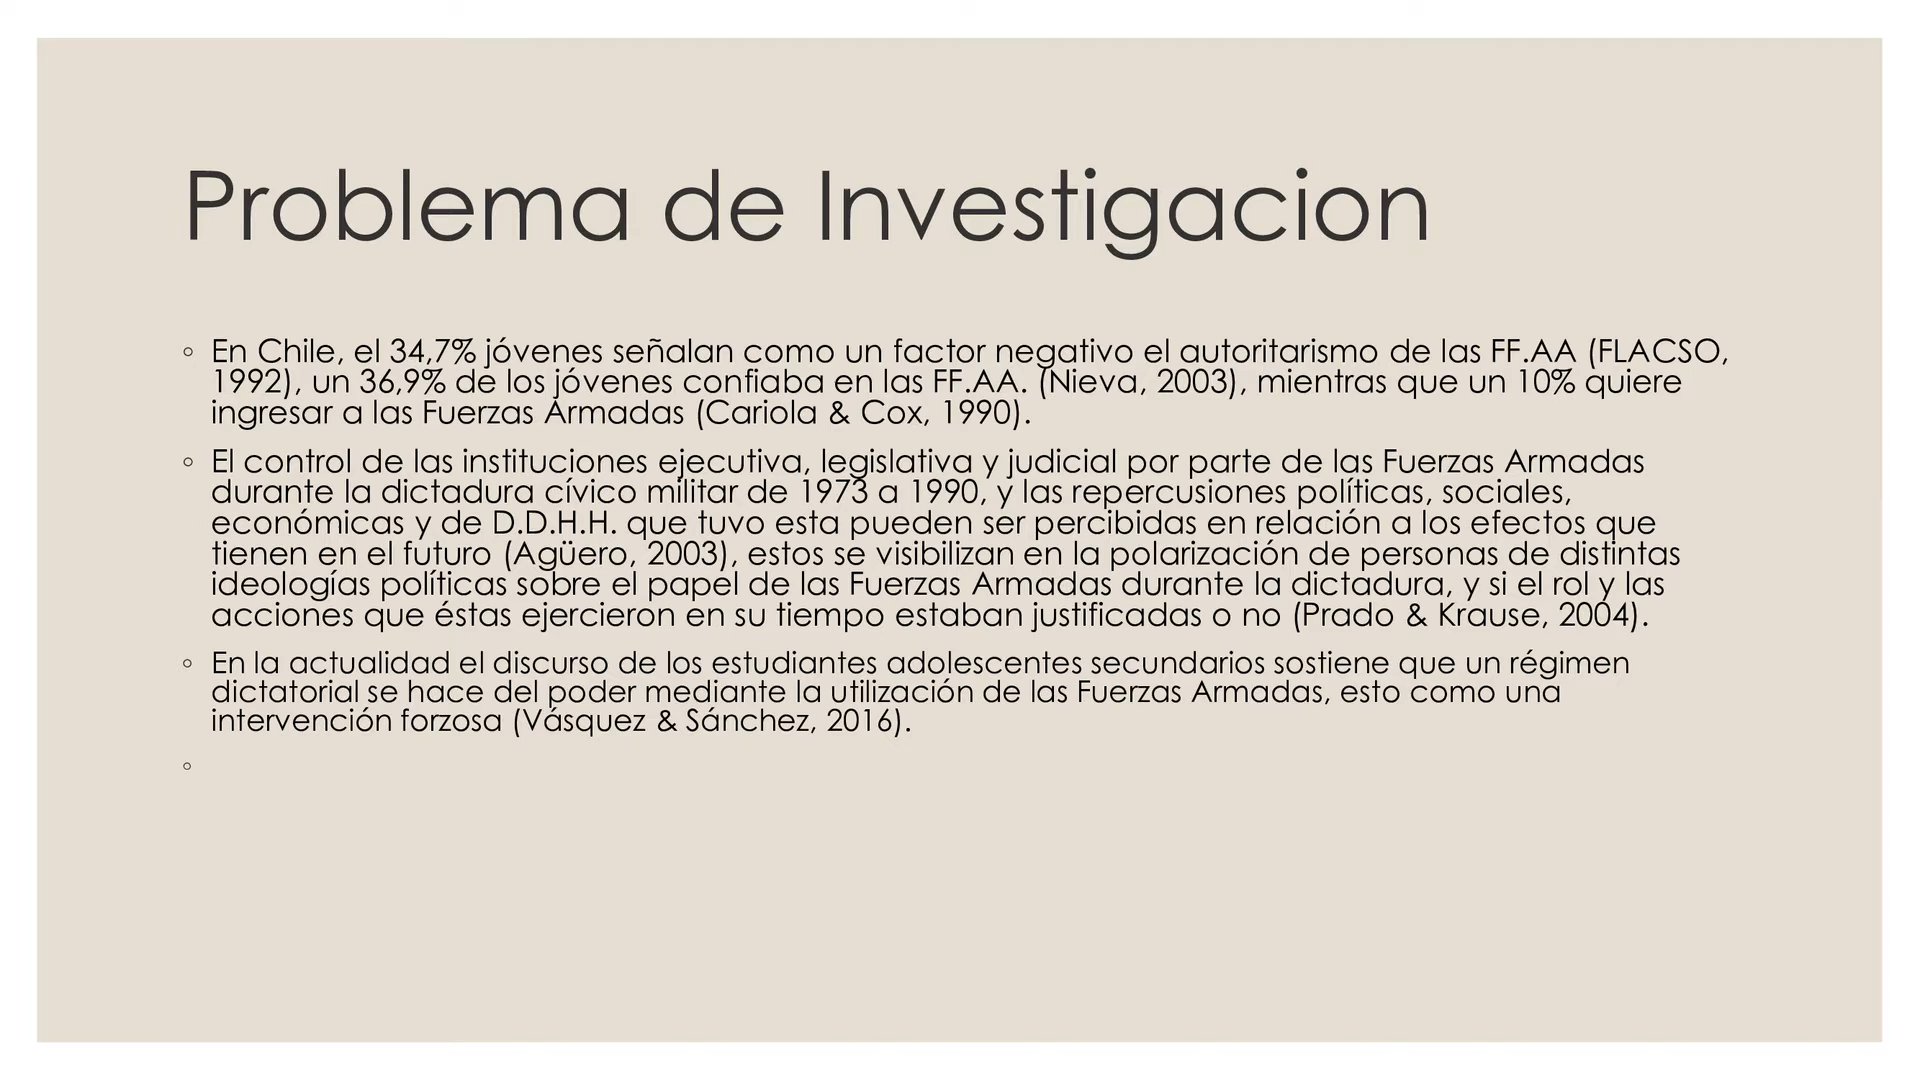 Problema de Investigacion
◦ En Chile, el 34,7% jóvenes señalan como un factor negativo el autoritarismo de las FF.AA (FLACSO,
1992), un 36,9% de los jóvenes confiaba en las FF.AA. (Nieva, 2003), mientras que un 10% quiere
ingresar a las Fuerzas Armadas (Cariola & Cox, 1990).
◦ El control de las instituciones ejecutiva, legislativa y judicial por parte de las Fuerzas Armadas
durante la dictadura cívico militar de 1973 a 1990, y las repercusiones políticas, sociales,
económicas y de D.D.H.H. que tuvo esta pueden ser percibidas en relación a los efectos que
tienen en el futuro (Agüero, 2003), estos se visibilizan en la polarización de personas de distintas
ideologías políticas sobre el papel de las Fuerzas Armadas durante la dictadura, y si el rol y las
acciones que éstas ejercieron en su tiempo estaban justificadas o no (Prado & Krause, 2004).
◦ En la actualidad el discurso de los estudiantes adolescentes secundarios sostiene que un régimen
dictatorial se hace del poder mediante la utilización de las Fuerzas Armadas, esto como una
intervención forzosa (Vásquez & Sánchez, 2016).
◦